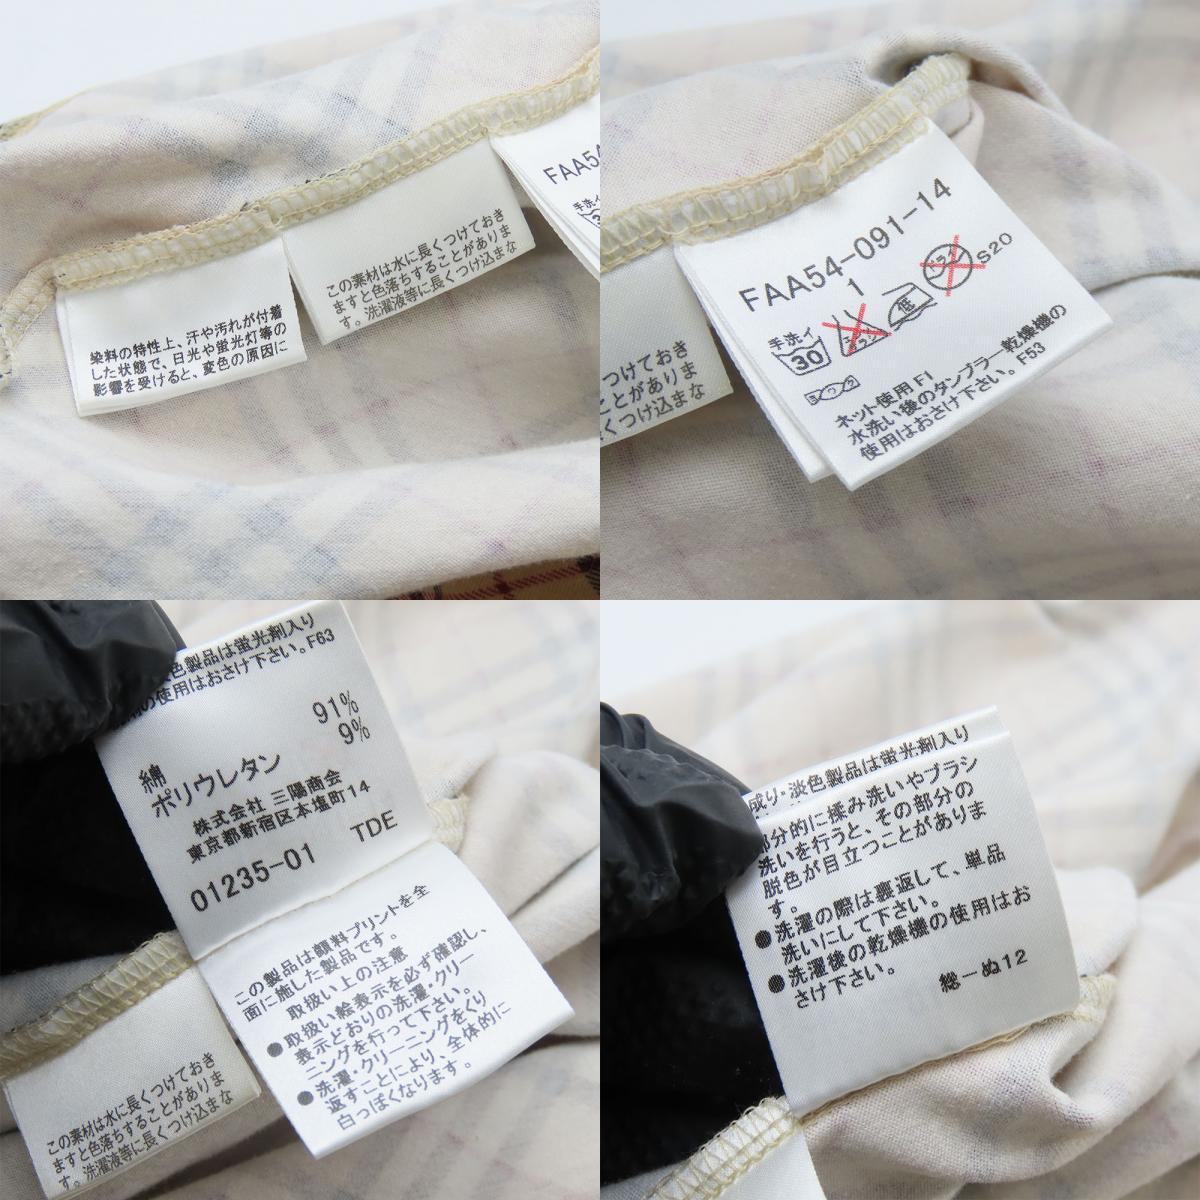 染料の特性上、汗や汚れが付着
した状態で、日光や蛍光灯等の
影響を受けると、変色の原因に
この素材は水に長くつけておき
ますと色落ちすることがありま
す。洗濯液等に長くつけ込まな
FAA54
手洗イ
FAA54-091-14
1
手洗イ
30
低
S20
ヨワク
ネット使用 FI
水洗い後のタンブラー乾燥機の
使用はおさけ下さい。F53
つけておき
とがありま
くつけ込まな
色製品は蛍光剤入り
の使用はおさけ下さい。F63
綿 91%
ポリウレタン 9%
株式会社 三陽商会
東京都新宿区本塩町14
01235-01 TDE
この製品は顔料プリントを全
面に施した製品です。
取扱い上の注意
●取扱い絵表示を必ず確認し、
表示どおりの洗濯・クリー
ニングを行って下さい。
●洗濯・クリーニングをくり
返すことにより、全体的に
白っぽくなります。
この素材は水に長くつけておき
ますと色落ちすることがありま
す。洗濯液等に長くつけ込まな
成り・淡色製品は蛍光剤入り
部分的に揉み洗いやブラシ
洗いを行うと、その部分の
脱色が目立つことがありま
す。
●洗濯の際は裏返して、単品
洗いにして下さい。
●洗濯後の乾燥機の使用はお
さけ下さい。
総ーぬ12